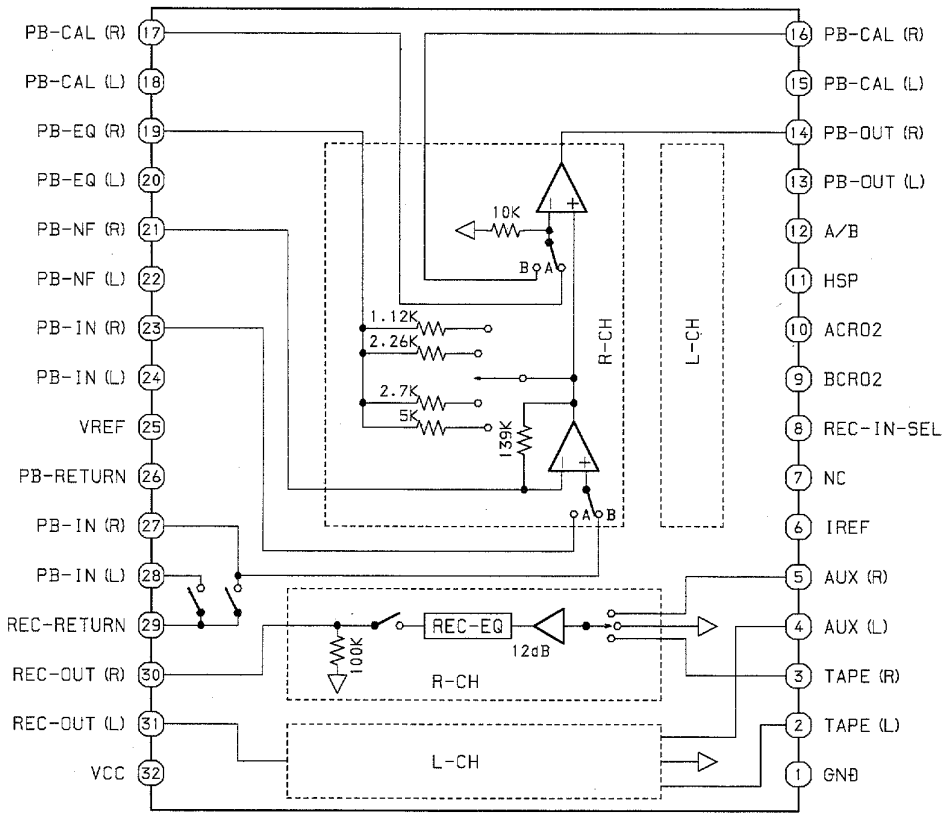 PB-CAL (R) 17
PB-CAL (L) 18
PB-EQ (R) 19
PB-EQ (L) 20
PB-NF (R) 21
PB-NF (L) 22
PB-IN (R) 23
PB-IN (L) 24
VREF 25
PB-RETURN 26
PB-IN (R) 27
PB-IN (L) 28
REC-RETURN 29
REC-OUT (R) 30
REC-OUT (L) 31
VCC 32
10K
B A
1.12K
2.26K
2.7K
5K
139K
A B
R-CH
L-CH
- +
- +
REC-EQ
12dB
100K
R-CH
L-CH
16 PB-CAL (R)
15 PB-CAL (L)
14 PB-OUT (R)
13 PB-OUT (L)
12 A/B
11 HSP
10 ACRO2
9 BCRO2
8 REC-IN-SEL
7 NC
6 IREF
5 AUX (R)
4 AUX (L)
3 TAPE (R)
2 TAPE (L)
1 GND